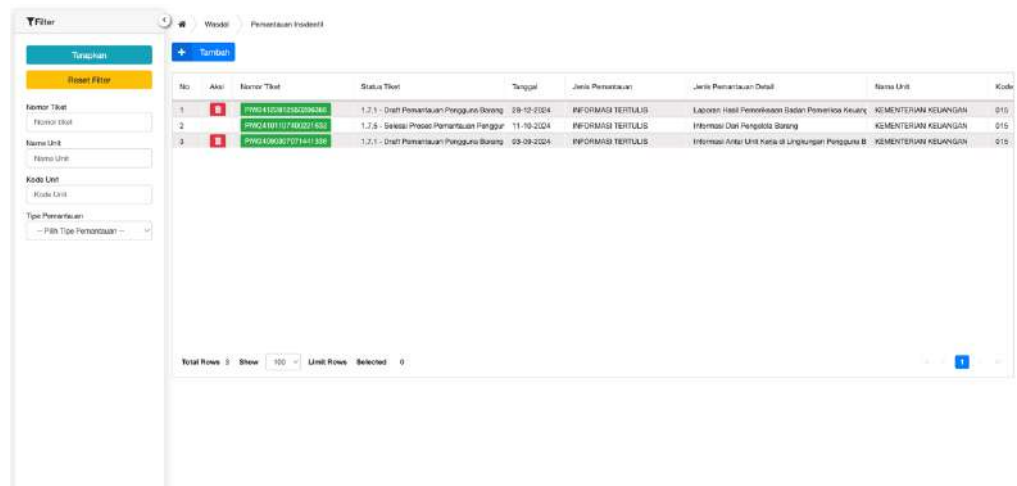 Filter
Terapkan
Reset Filter
Nomor Tiket
Nomor tiket
Nama Unit
Nama Unit
Kode Unit
Kode Unit
Tipe Pemantauan
-- Pilih Tipe Pemantauan --
Wasdal Pemantauan Insidentil
+ Tambah
No Aksi Nomor Tiket Status Tiket Tanggal Jenis Pemantauan Jenis Pemantauan Detail Nama Unit Kode
1 1.7.1 - Draft Pemantauan Pengguna Barang 28-12-2024 INFORMASI TERTULIS Laporan Hasil Pemeriksaan Badan Pemeriksa Keuang KEMENTERIAN KEUANGAN 015
2 1.7.5 - Selesai Proses Pemantauan Penggur 11-10-2024 INFORMASI TERTULIS Informasi Dari Pengelola Barang KEMENTERIAN KEUANGAN 015
3 1.7.1 - Draft Pemantauan Pengguna Barang 03-09-2024 INFORMASI TERTULIS Informasi Antar Unit Kerja di Lingkungan Pengguna B KEMENTERIAN KEUANGAN 015
Total Rows 3 Show 100 Limit Rows Selected 0
1